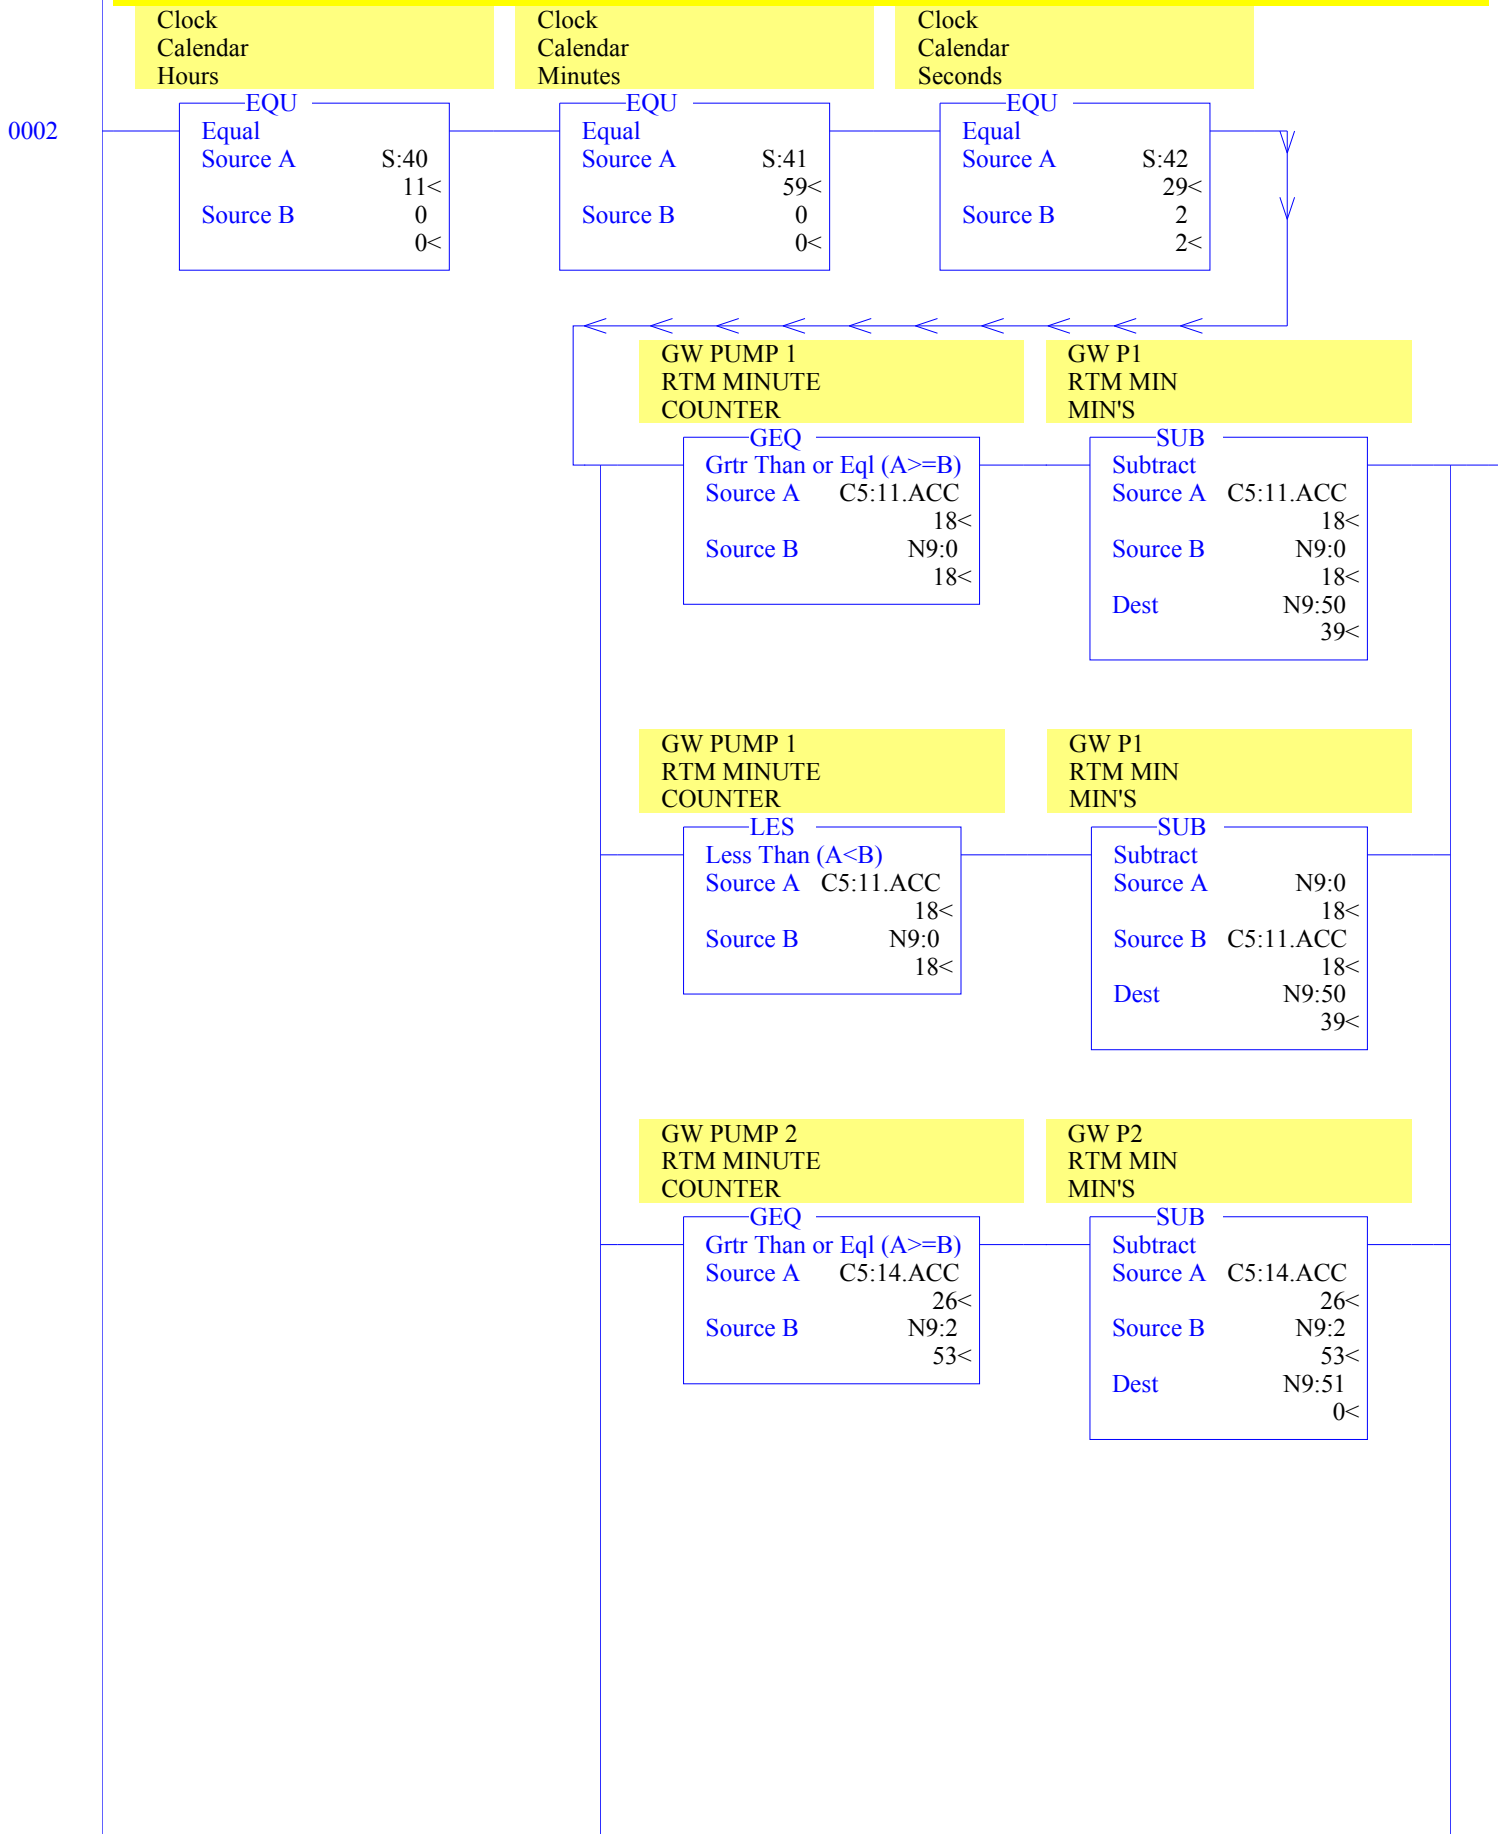 Clock
Calendar
Hours
Clock
Calendar
Minutes
Clock
Calendar
Seconds
0002
EQU
Equal
Source A S:40
11<
Source B 0
0<
EQU
Equal
Source A S:41
59<
Source B 0
0<
EQU
Equal
Source A S:42
29<
Source B 2
2<
GW PUMP 1
RTM MINUTE
COUNTER
GW P1
RTM MIN
MIN'S
GEQ
Grtr Than or Eql (A>=B)
Source A C5:11.ACC
18<
Source B N9:0
18<
SUB
Subtract
Source A C5:11.ACC
18<
Source B N9:0
18<
Dest N9:50
39<
GW PUMP 1
RTM MINUTE
COUNTER
GW P1
RTM MIN
MIN'S
LES
Less Than (A<B)
Source A C5:11.ACC
18<
Source B N9:0
18<
SUB
Subtract
Source A N9:0
18<
Source B C5:11.ACC
18<
Dest N9:50
39<
GW PUMP 2
RTM MINUTE
COUNTER
GW P2
RTM MIN
MIN'S
GEQ
Grtr Than or Eql (A>=B)
Source A C5:14.ACC
26<
Source B N9:2
53<
SUB
Subtract
Source A C5:14.ACC
26<
Source B N9:2
53<
Dest N9:51
0<